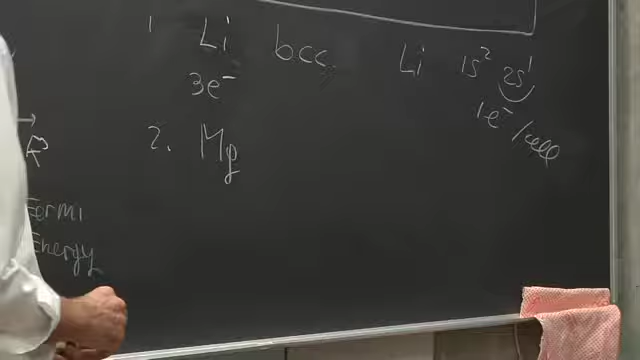 1 Li bcc Li 1s² 2s¹
3e⁻ 1e⁻/cell
2. Mg
k
Fermi
Energy